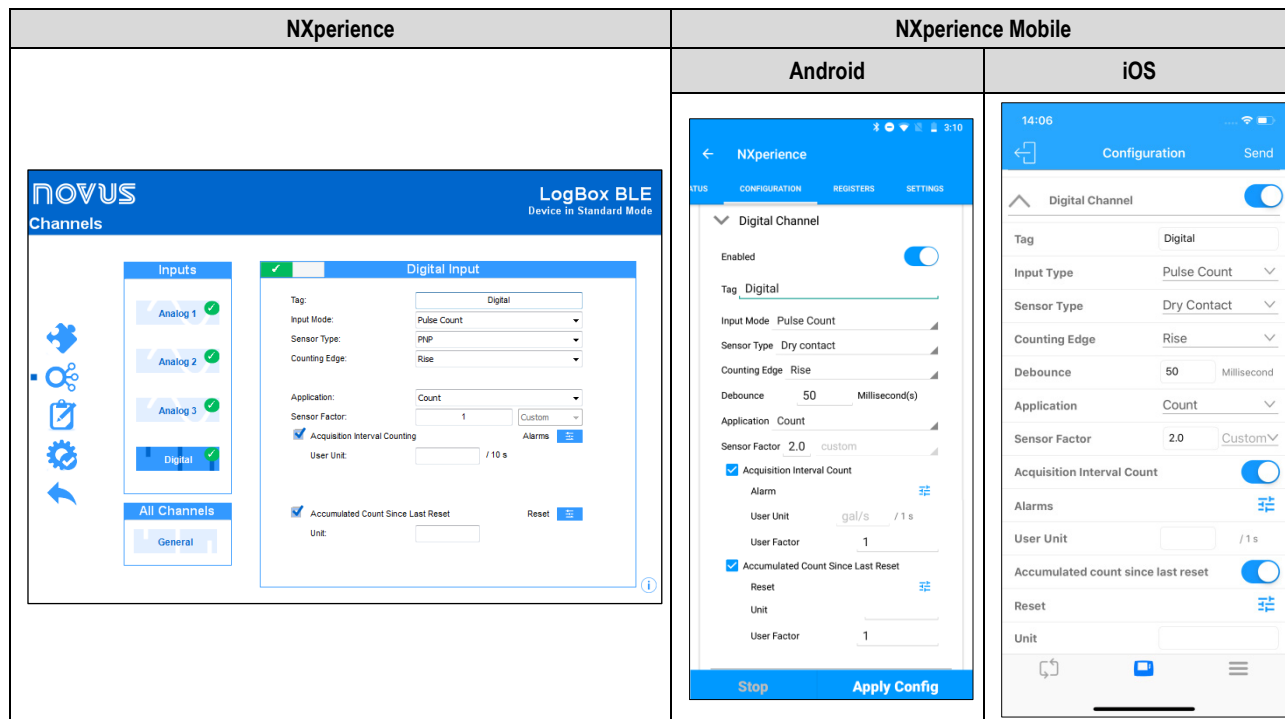 NXperience
NXperience Mobile
Android
iOS
NOVUS
LogBox BLE
Device in Standard Mode
Channels
Inputs
Analog 1
Analog 2
Analog 3
Digital
All Channels
General
Digital Input
Tag: Digital
Input Mode: Pulse Count
Sensor Type: PNP
Counting Edge: Rise
Application: Count
Sensor Factor: 1 Custom
Acquisition Interval Counting Alarms
User Unit: / 10 s
Accumulated Count Since Last Reset Reset
Unit:
3:10
NXperience
ATUS CONFIGURATION REGISTERS SETTINGS
Digital Channel
Enabled
Tag Digital
Input Mode Pulse Count
Sensor Type Dry contact
Counting Edge Rise
Debounce 50 Millisecond(s)
Application Count
Sensor Factor 2.0 custom
Acquisition Interval Count
Alarm
User Unit gal/s / 1 s
User Factor 1
Accumulated Count Since Last Reset
Reset
Unit
User Factor 1
Stop Apply Config
14:06
Configuration Send
Digital Channel
Tag Digital
Input Type Pulse Count
Sensor Type Dry Contact
Counting Edge Rise
Debounce 50 Millisecond
Application Count
Sensor Factor 2.0 Custom
Acquisition Interval Count
Alarms
User Unit / 1 s
Accumulated count since last reset
Reset
Unit